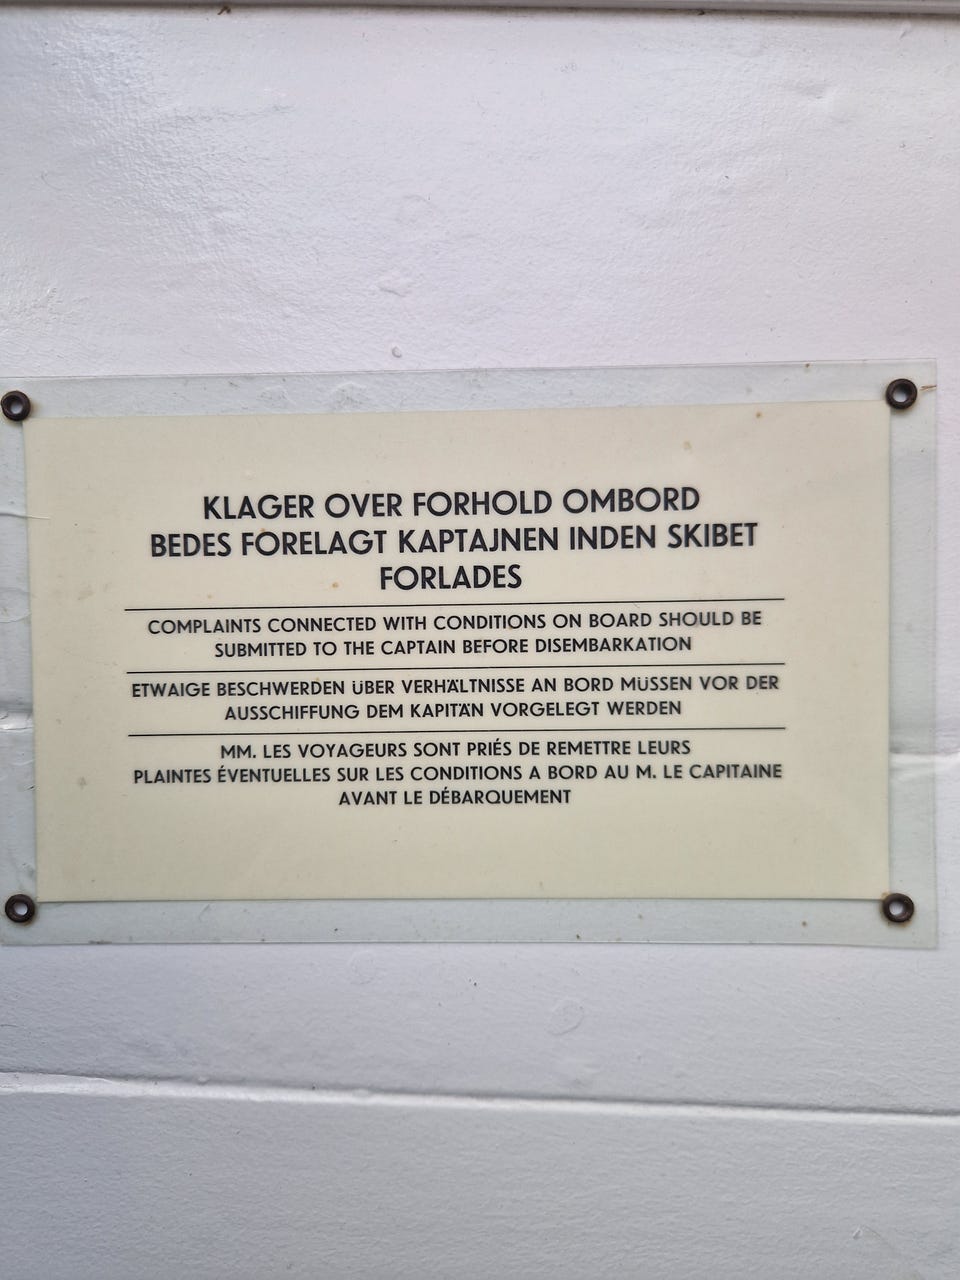 KLAGER OVER FORHOLD OMBORD
BEDES FORELAGT KAPTAJNEN INDEN SKIBET
FORLADES
COMPLAINTS CONNECTED WITH CONDITIONS ON BOARD SHOULD BE
SUBMITTED TO THE CAPTAIN BEFORE DISEMBARKATION
ETWAIGE BESCHWERDEN ÜBER VERHÄLTNISSE AN BORD MÜSSEN VOR DER
AUSSCHIFFUNG DEM KAPITÄN VORGELEGT WERDEN
MM. LES VOYAGEURS SONT PRIÉS DE REMETTRE LEURS
PLAINTES ÉVENTUELLES SUR LES CONDITIONS A BORD AU M. LE CAPITAINE
AVANT LE DÉBARQUEMENT